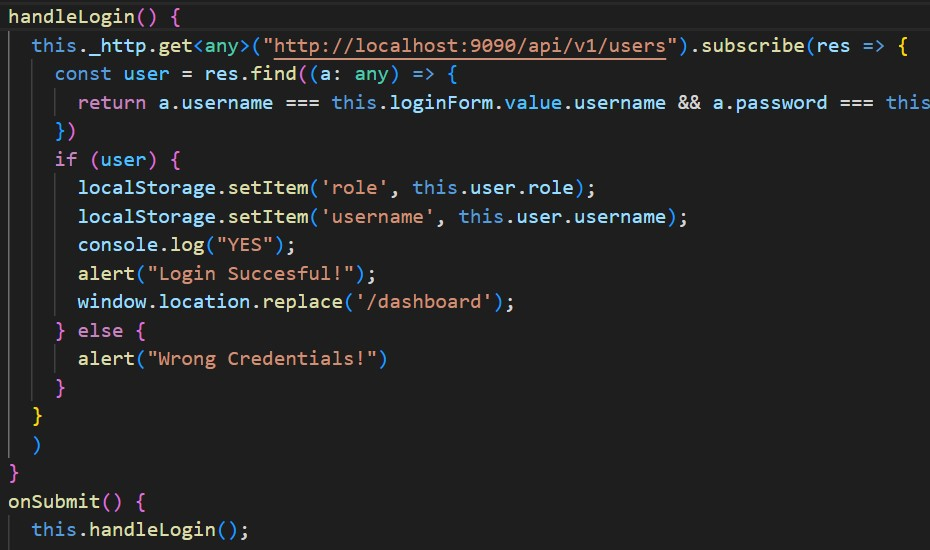 handleLogin() {
this._http.get<any>("http://localhost:9090/api/v1/users").subscribe(res => {
const user = res.find((a: any) => {
return a.username === this.loginForm.value.username && a.password === this
})
if (user) {
localStorage.setItem('role', this.user.role);
localStorage.setItem('username', this.user.username);
console.log("YES");
alert("Login Succesful!");
window.location.replace('/dashboard');
} else {
alert("Wrong Credentials!")
}
}
)
}
onSubmit() {
this.handleLogin();